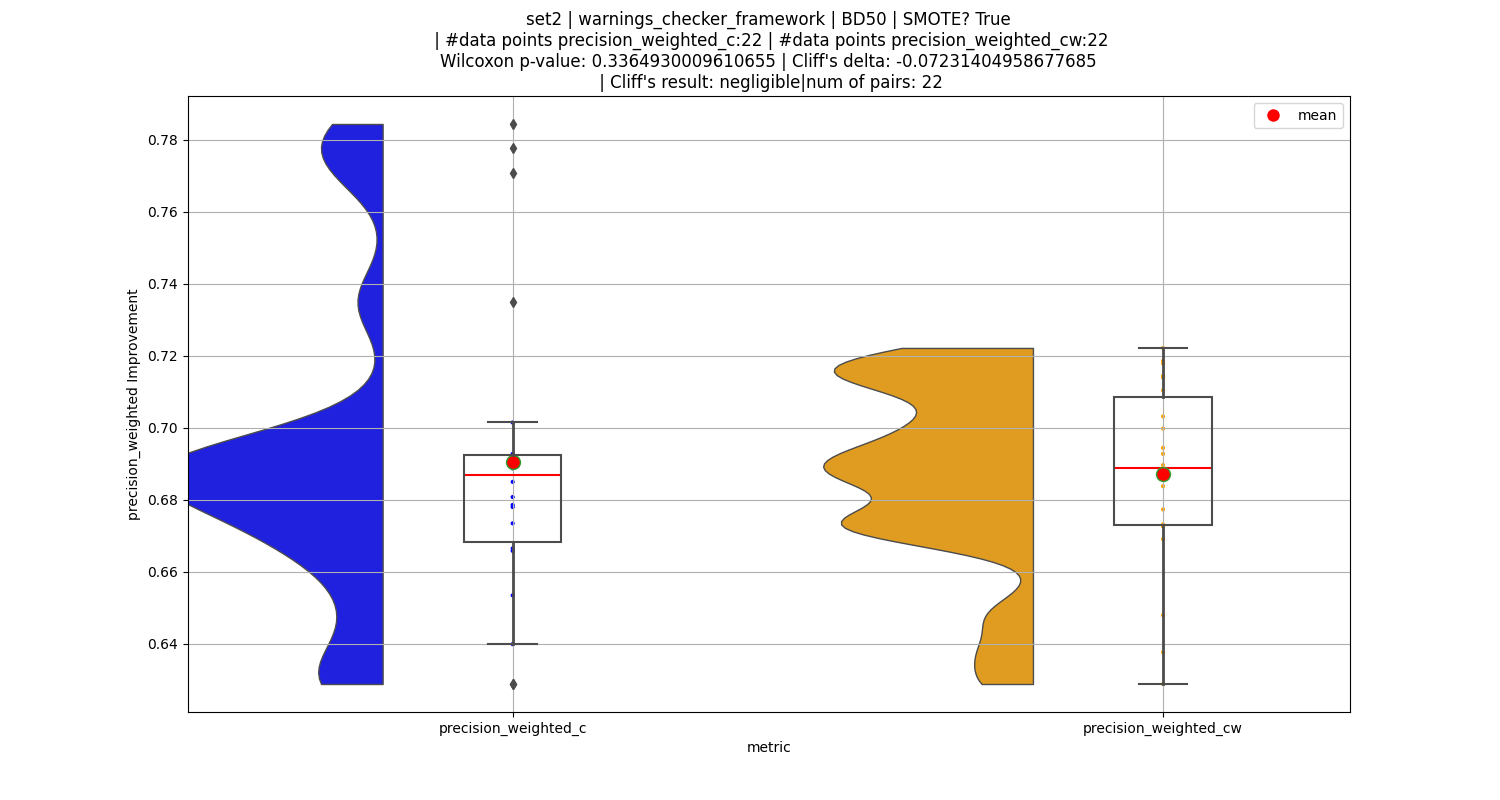 set2 | warnings_checker_framework | BD50 | SMOTE? True
| #data points precision_weighted_c:22 | #data points precision_weighted_cw:22
Wilcoxon p-value: 0.3364930009610655 | Cliff's delta: -0.07231404958677685
| Cliff's result: negligible|num of pairs: 22
mean
0.78
0.76
0.74
0.72
0.70
0.68
0.66
0.64
precision_weighted Improvement
precision_weighted_c
precision_weighted_cw
metric